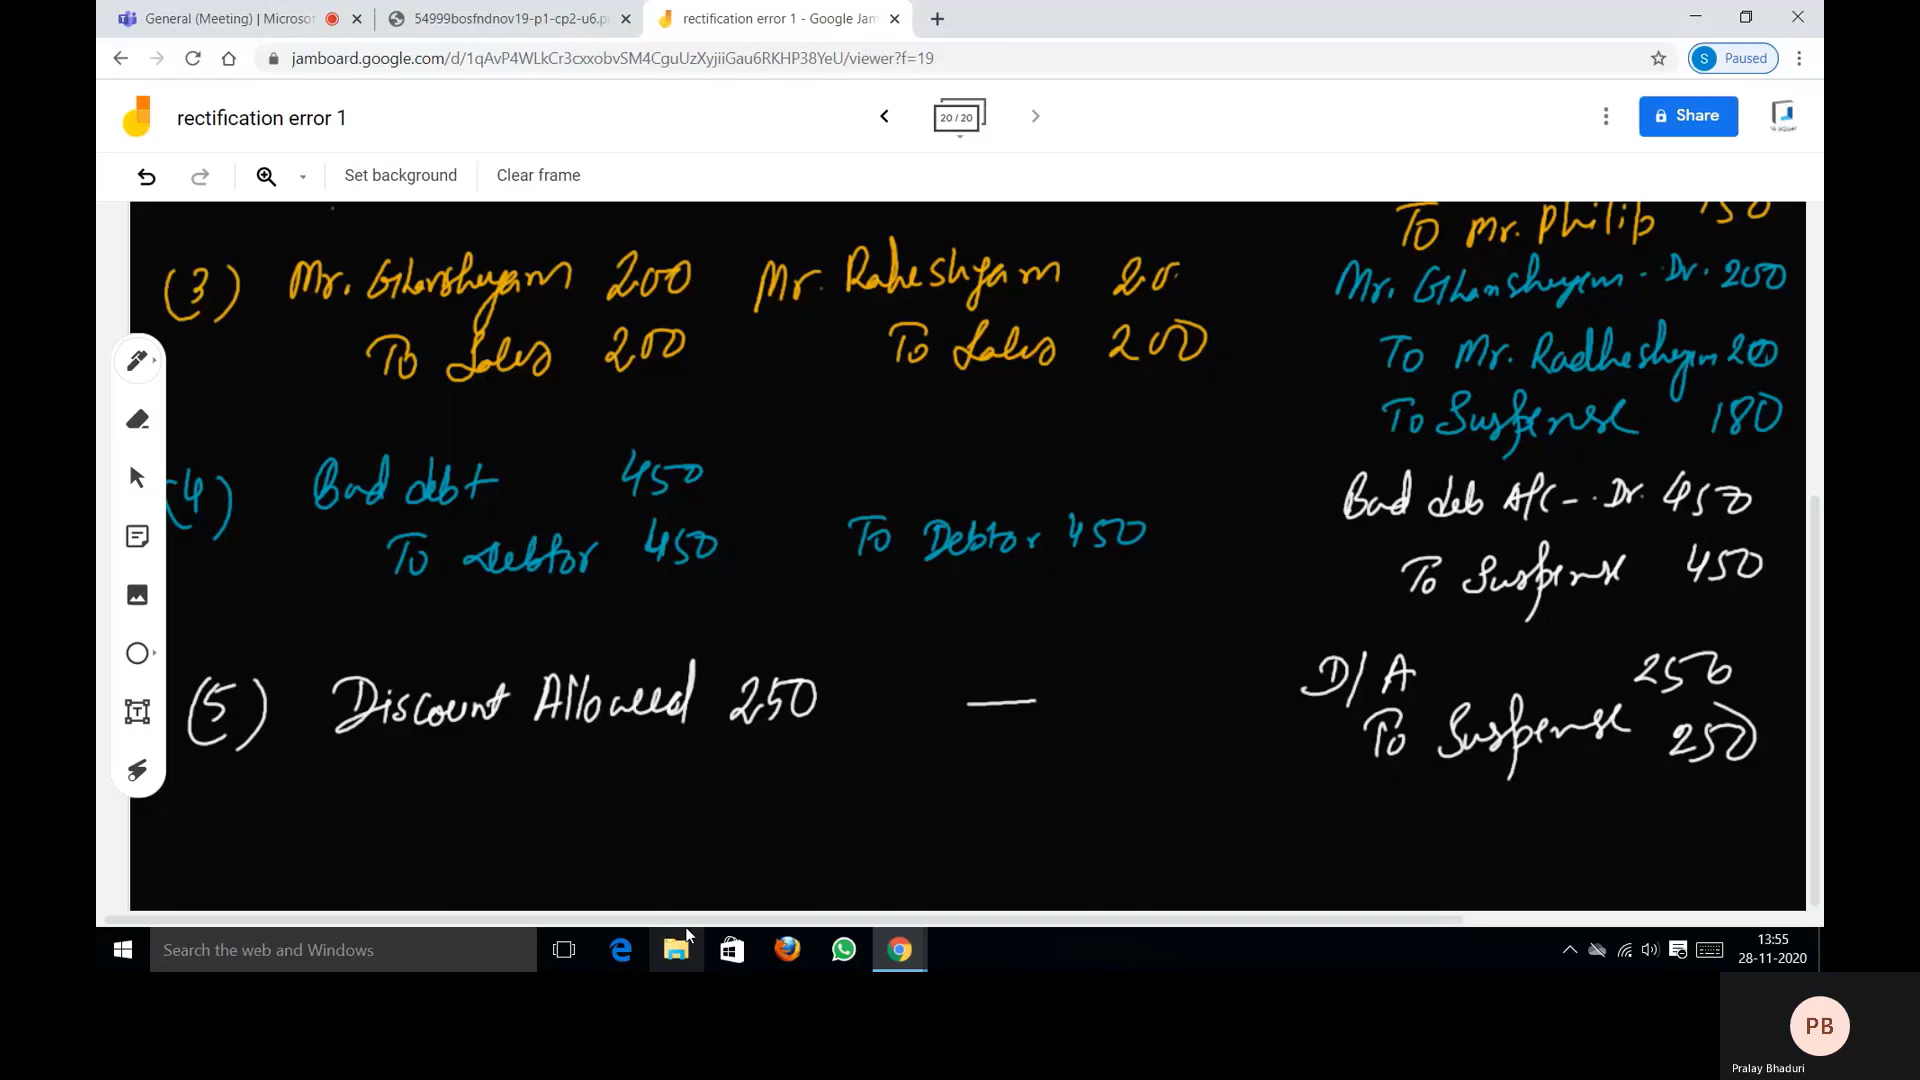 General (Meeting) | Microsof
54999bosfndnov19-p1-cp2-u6.p
rectification error 1 - Google Jam
jamboard.google.com/d/1qAvP4WLkCr3cxxobvSM4CguUzXyjiiGau6RKHP38YeU/viewer?f=19
S Paused
rectification error 1
20 / 20
Share
Set background
Clear frame
To Mr. Philip 150
(3) Mr. Ghanshyam 200 Mr. Raheshyam 20
Mr. Ghanshyam - Dr. 200
To Sales 200 To Sales 200
To Mr. Radheshyam 20
To Suspense 180
(4) Bad debt 450
Bad deb A/C - Dr. 450
To Debtor 450 To Debtor 450
To Suspense 450
(5) Discount Allowed 250 —
D/A 250
To Suspense 250
Search the web and Windows
13:55
28-11-2020
PB
Pralay Bhaduri